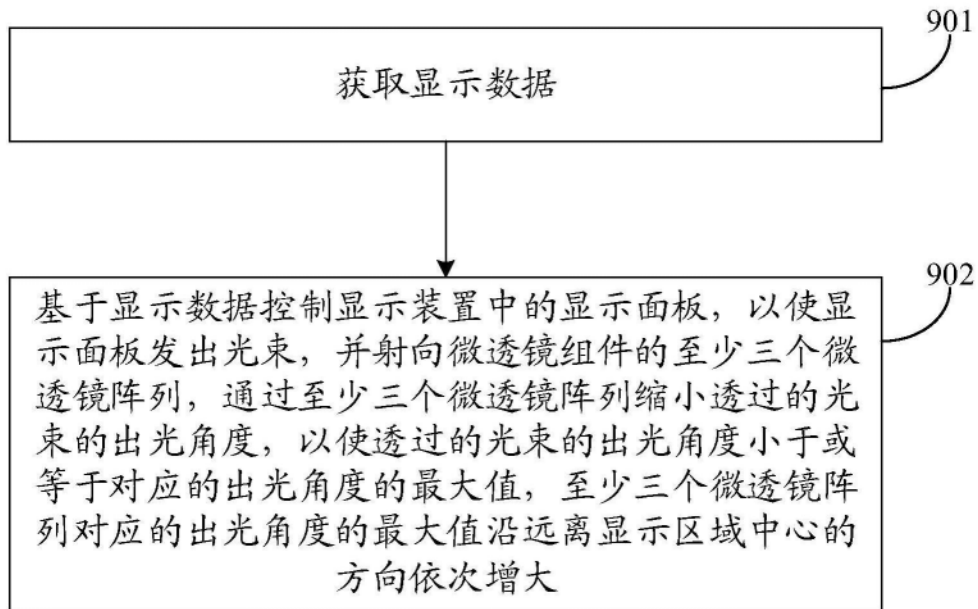 901
获取显示数据
902
基于显示数据控制显示装置中的显示面板，以使显
示面板发出光束，并射向微透镜组件的至少三个微
透镜阵列，通过至少三个微透镜阵列缩小透过的光
束的出光角度，以使透过的光束的出光角度小于或
等于对应的出光角度的最大值，至少三个微透镜阵
列对应的出光角度的最大值沿远离显示区域中心的
方向依次增大